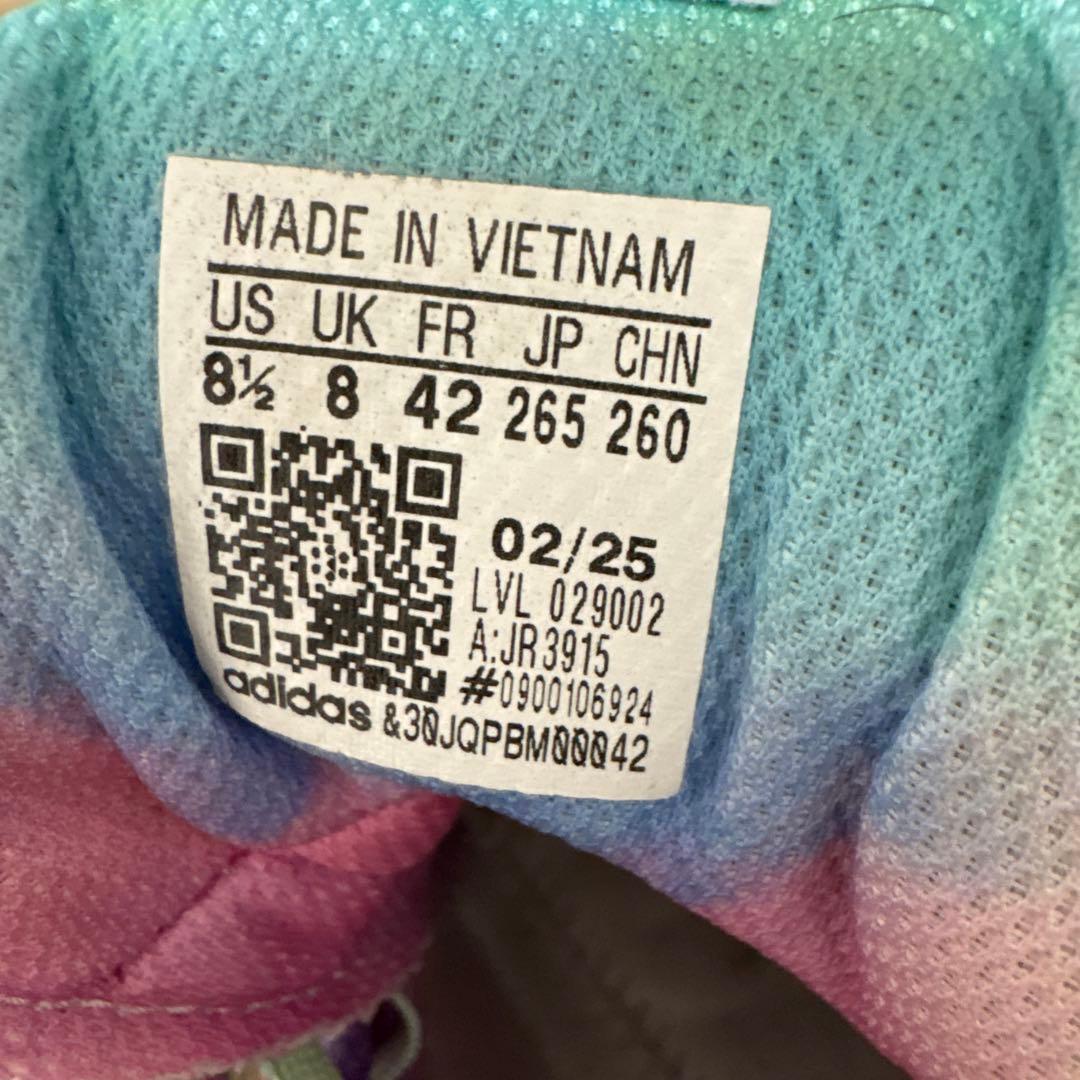 MADE IN VIETNAM
US UK FR JP CHN
8½ 8 42 265 260
02/25
LVL 029002
A:JR3915
#0900106924
adidas &30JQPBM00042